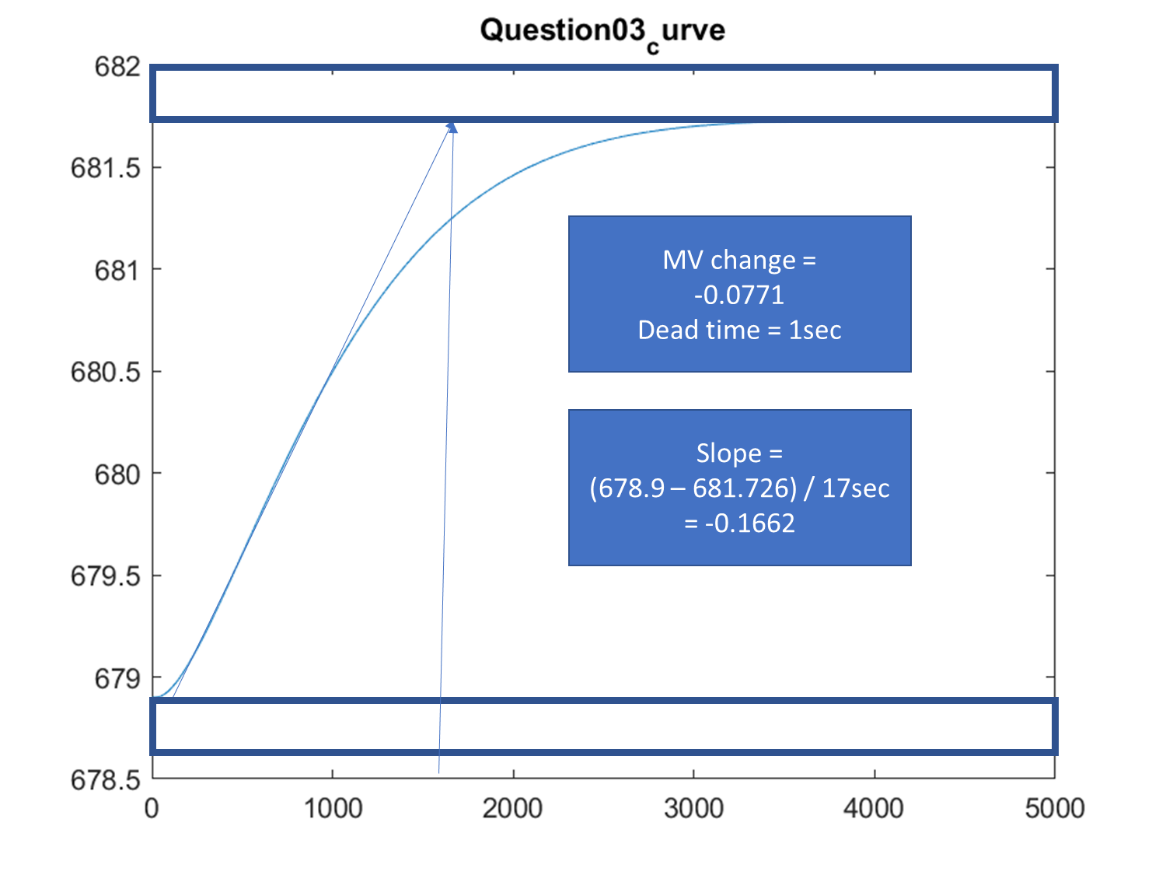 Question03_curve
682
681.5
681
680.5
680
679.5
679
678.5
MV change =
-0.0771
Dead time = 1sec
Slope =
(678.9 – 681.726) / 17sec
= -0.1662
0 1000 2000 3000 4000 5000